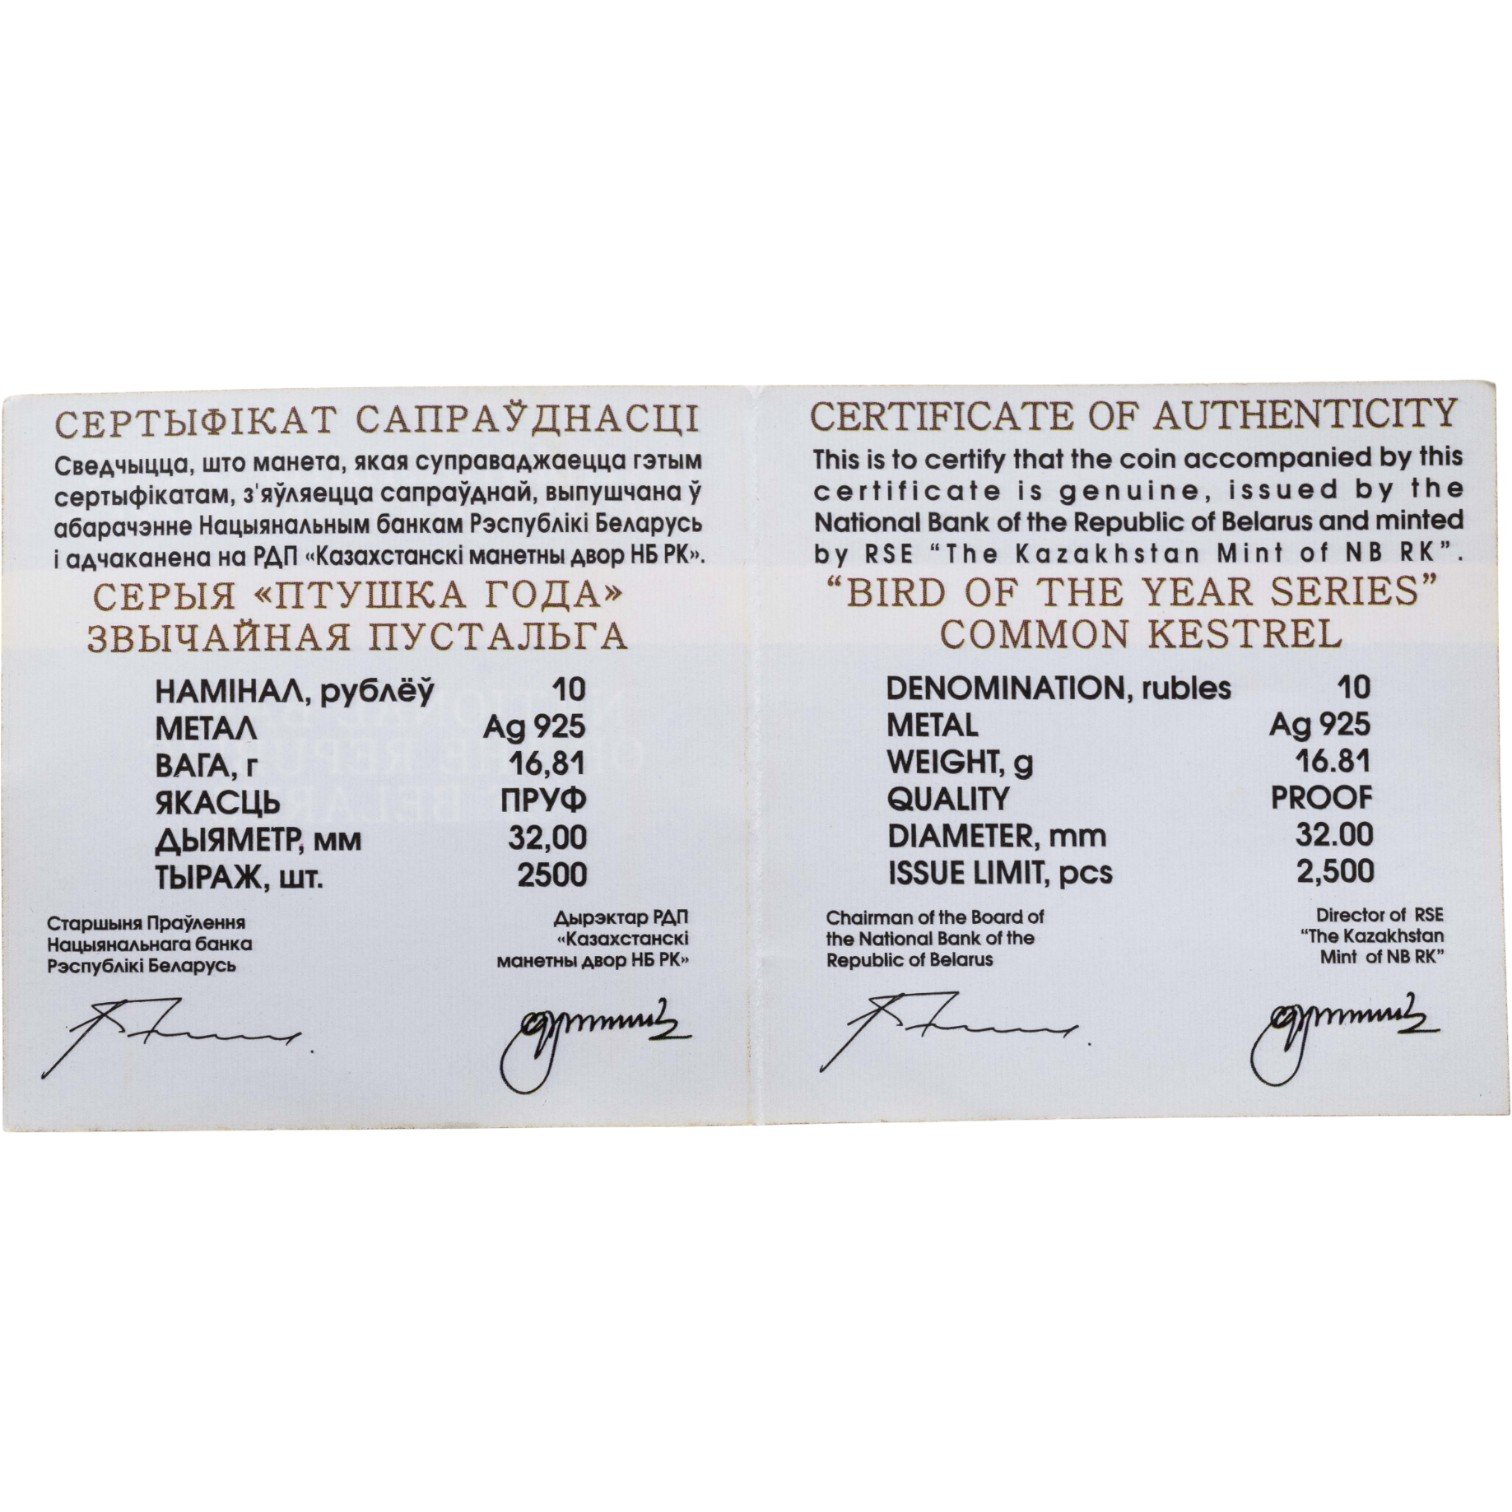 СЕРТЫФІКАТ САПРАЎДНАСЦІ
Сведчыцца, што манета, якая суправаджаецца гэтым
сертыфікатам, з'яўляецца сапраўднай, выпушчана ў
абарачэнне Нацыянальным банкам Рэспублікі Беларусь
і адчаканена на РДП «Казахстанскі манетны двор НБ РК».
СЕРЫЯ «ПТУШКА ГОДА»
ЗВЫЧАЙНАЯ ПУСТАЛЬГА
НАМІНАЛ, рублёў 10
МЕТАЛ Ag 925
ВАГА, г 16,81
ЯКАСЦЬ ПРУФ
ДЫЯМЕТР, мм 32,00
ТЫРАЖ, шт. 2500
Старшыня Праўлення
Нацыянальнага банка
Рэспублікі Беларусь
Дырэктар РДП
«Казахстанскі
манетны двор НБ РК»
CERTIFICATE OF AUTHENTICITY
This is to certify that the coin accompanied by this
certificate is genuine, issued by the
National Bank of the Republic of Belarus and minted
by RSE “The Kazakhstan Mint of NB RK”.
“BIRD OF THE YEAR SERIES”
COMMON KESTREL
DENOMINATION, rubles 10
METAL Ag 925
WEIGHT, g 16.81
QUALITY PROOF
DIAMETER, mm 32.00
ISSUE LIMIT, pcs 2,500
Chairman of the Board of
the National Bank of the
Republic of Belarus
Director of RSE
“The Kazakhstan
Mint of NB RK”